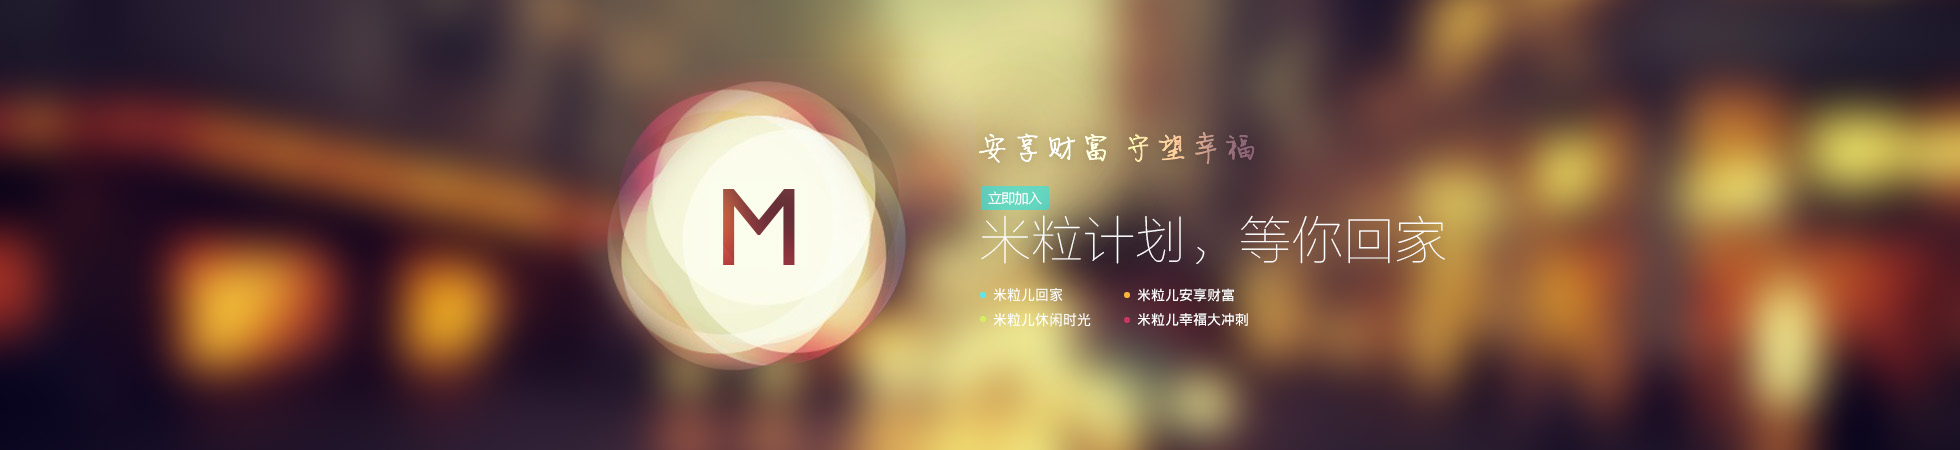 M
安享财富 守望幸福
立即加入
米粒计划，等你回家
米粒儿回家
米粒儿安享财富
米粒儿休闲时光
米粒儿幸福大冲刺